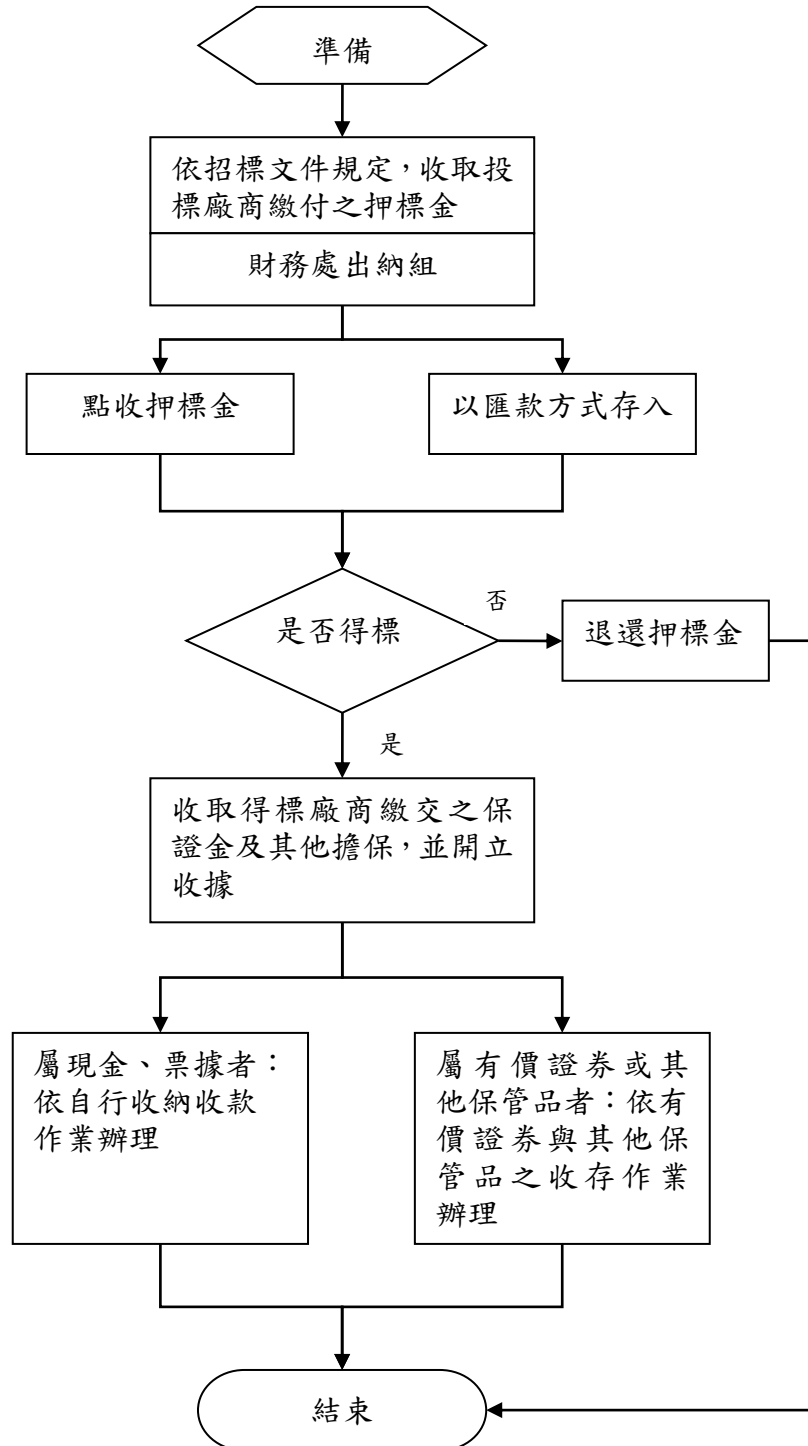 準備
依招標文件規定，收取投
標廠商繳付之押標金
財務處出納組
點收押標金
以匯款方式存入
是否得標
否
退還押標金
是
收取得標廠商繳交之保
證金及其他擔保，並開立
收據
屬現金、票據者：
依自行收納收款
作業辦理
屬有價證券或其
他保管品者：依有
價證券與其他保
管品之收存作業
辦理
結束